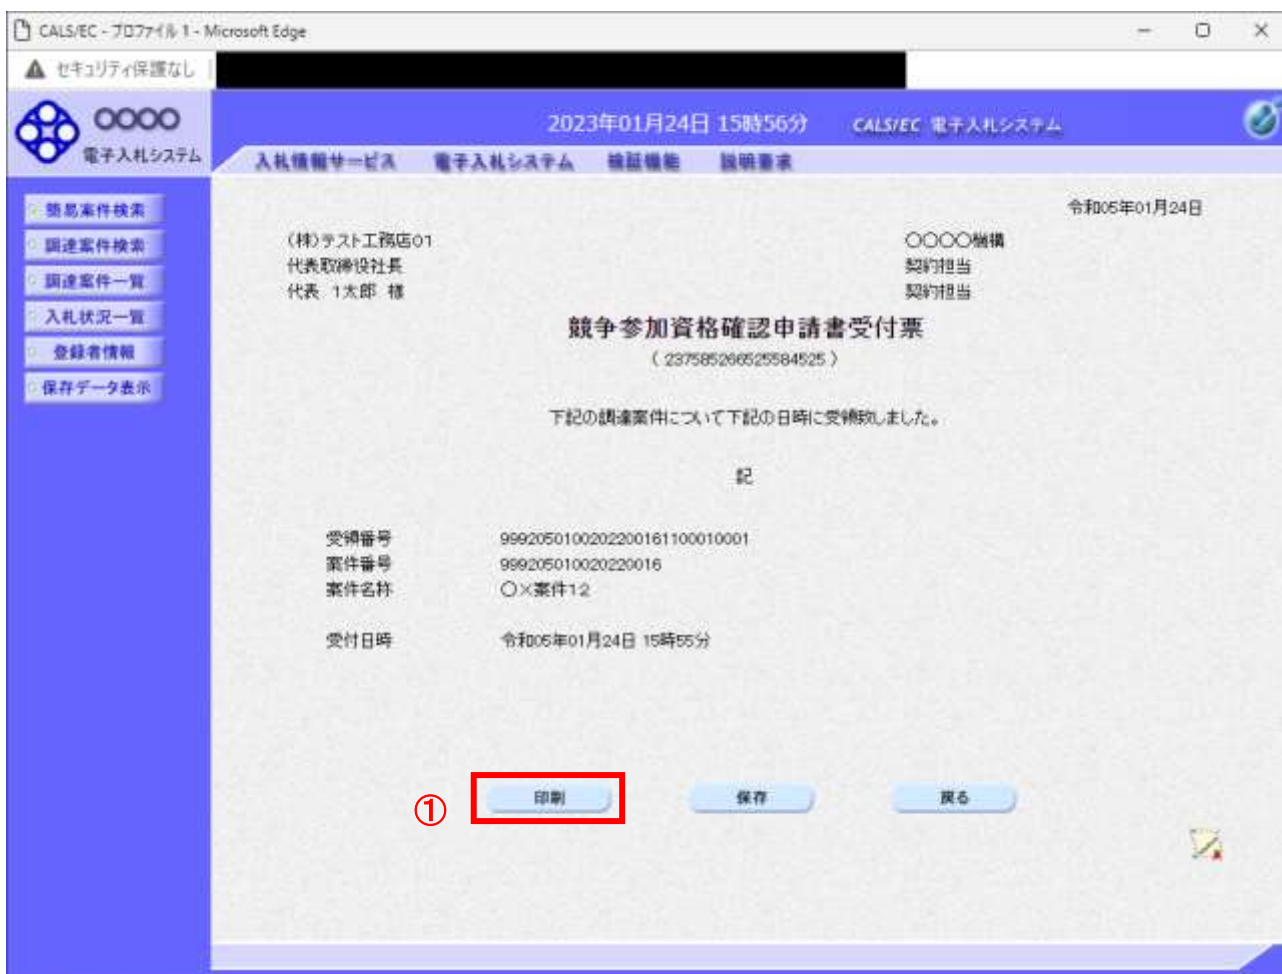 CALS/EC - プロファイル 1 - Microsoft Edge
セキュリティ保護なし
○○○○
電子入札システム
2023年01月24日 15時56分
CALS/EC 電子入札システム
入札情報サービス 電子入札システム 検証機能 説明要求
簡易案件検索
調達案件検索
調達案件一覧
入札状況一覧
登録者情報
保存データ表示
令和05年01月24日
(株)テスト工務店01
代表取締役社長
代表 1太郎 様
○○○○機構
契約担当
契約担当
競争参加資格確認申請書受付票
( 237585266525584525 )
下記の調達案件について下記の日時に受領致しました。
記
受領番号 9992050100202200161100010001
案件番号 999205010020220016
案件名称 ○×案件12
受付日時 令和05年01月24日 15時55分
①
印刷
保存
戻る